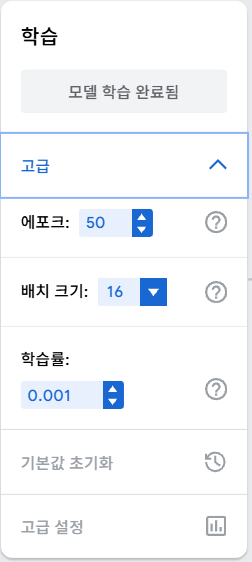 학습
모델 학습 완료됨
고급
에포크: 50
배치 크기: 16
학습률:
0.001
기본값 초기화
고급 설정